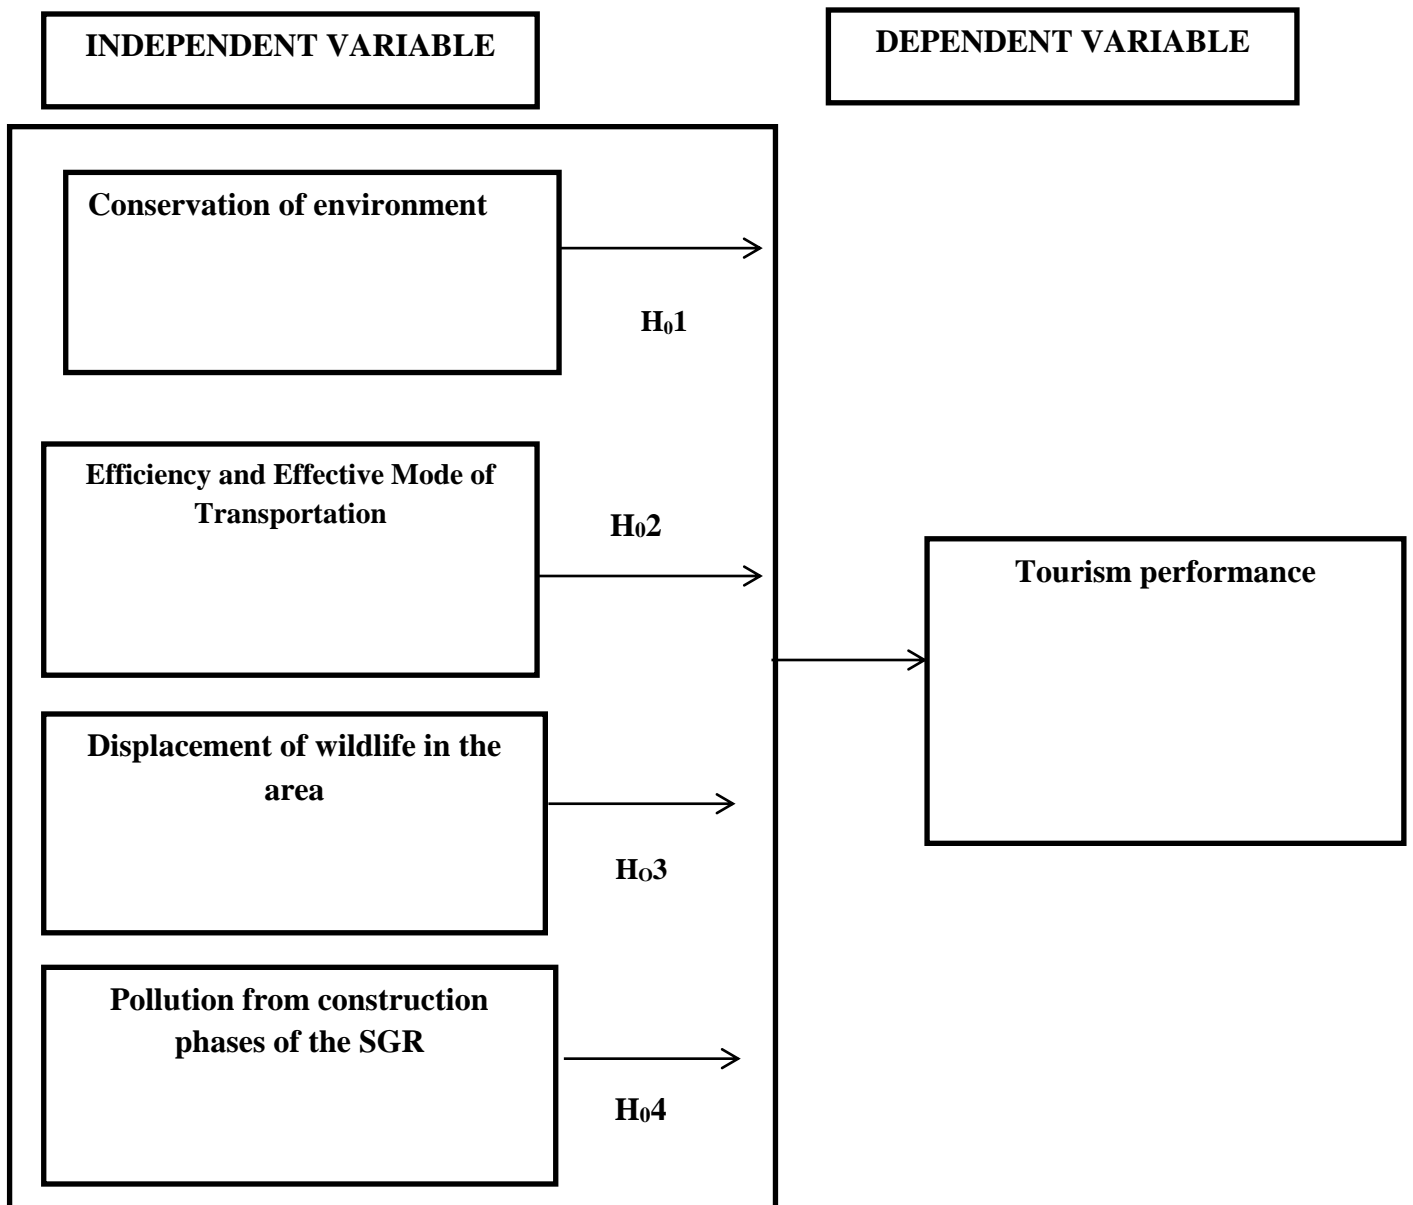 INDEPENDENT VARIABLE
DEPENDENT VARIABLE
Conservation of environment
H₀1
Efficiency and Effective Mode of
Transportation
H₀2
Tourism performance
Displacement of wildlife in the
area
H_O3
Pollution from construction
phases of the SGR
H₀4